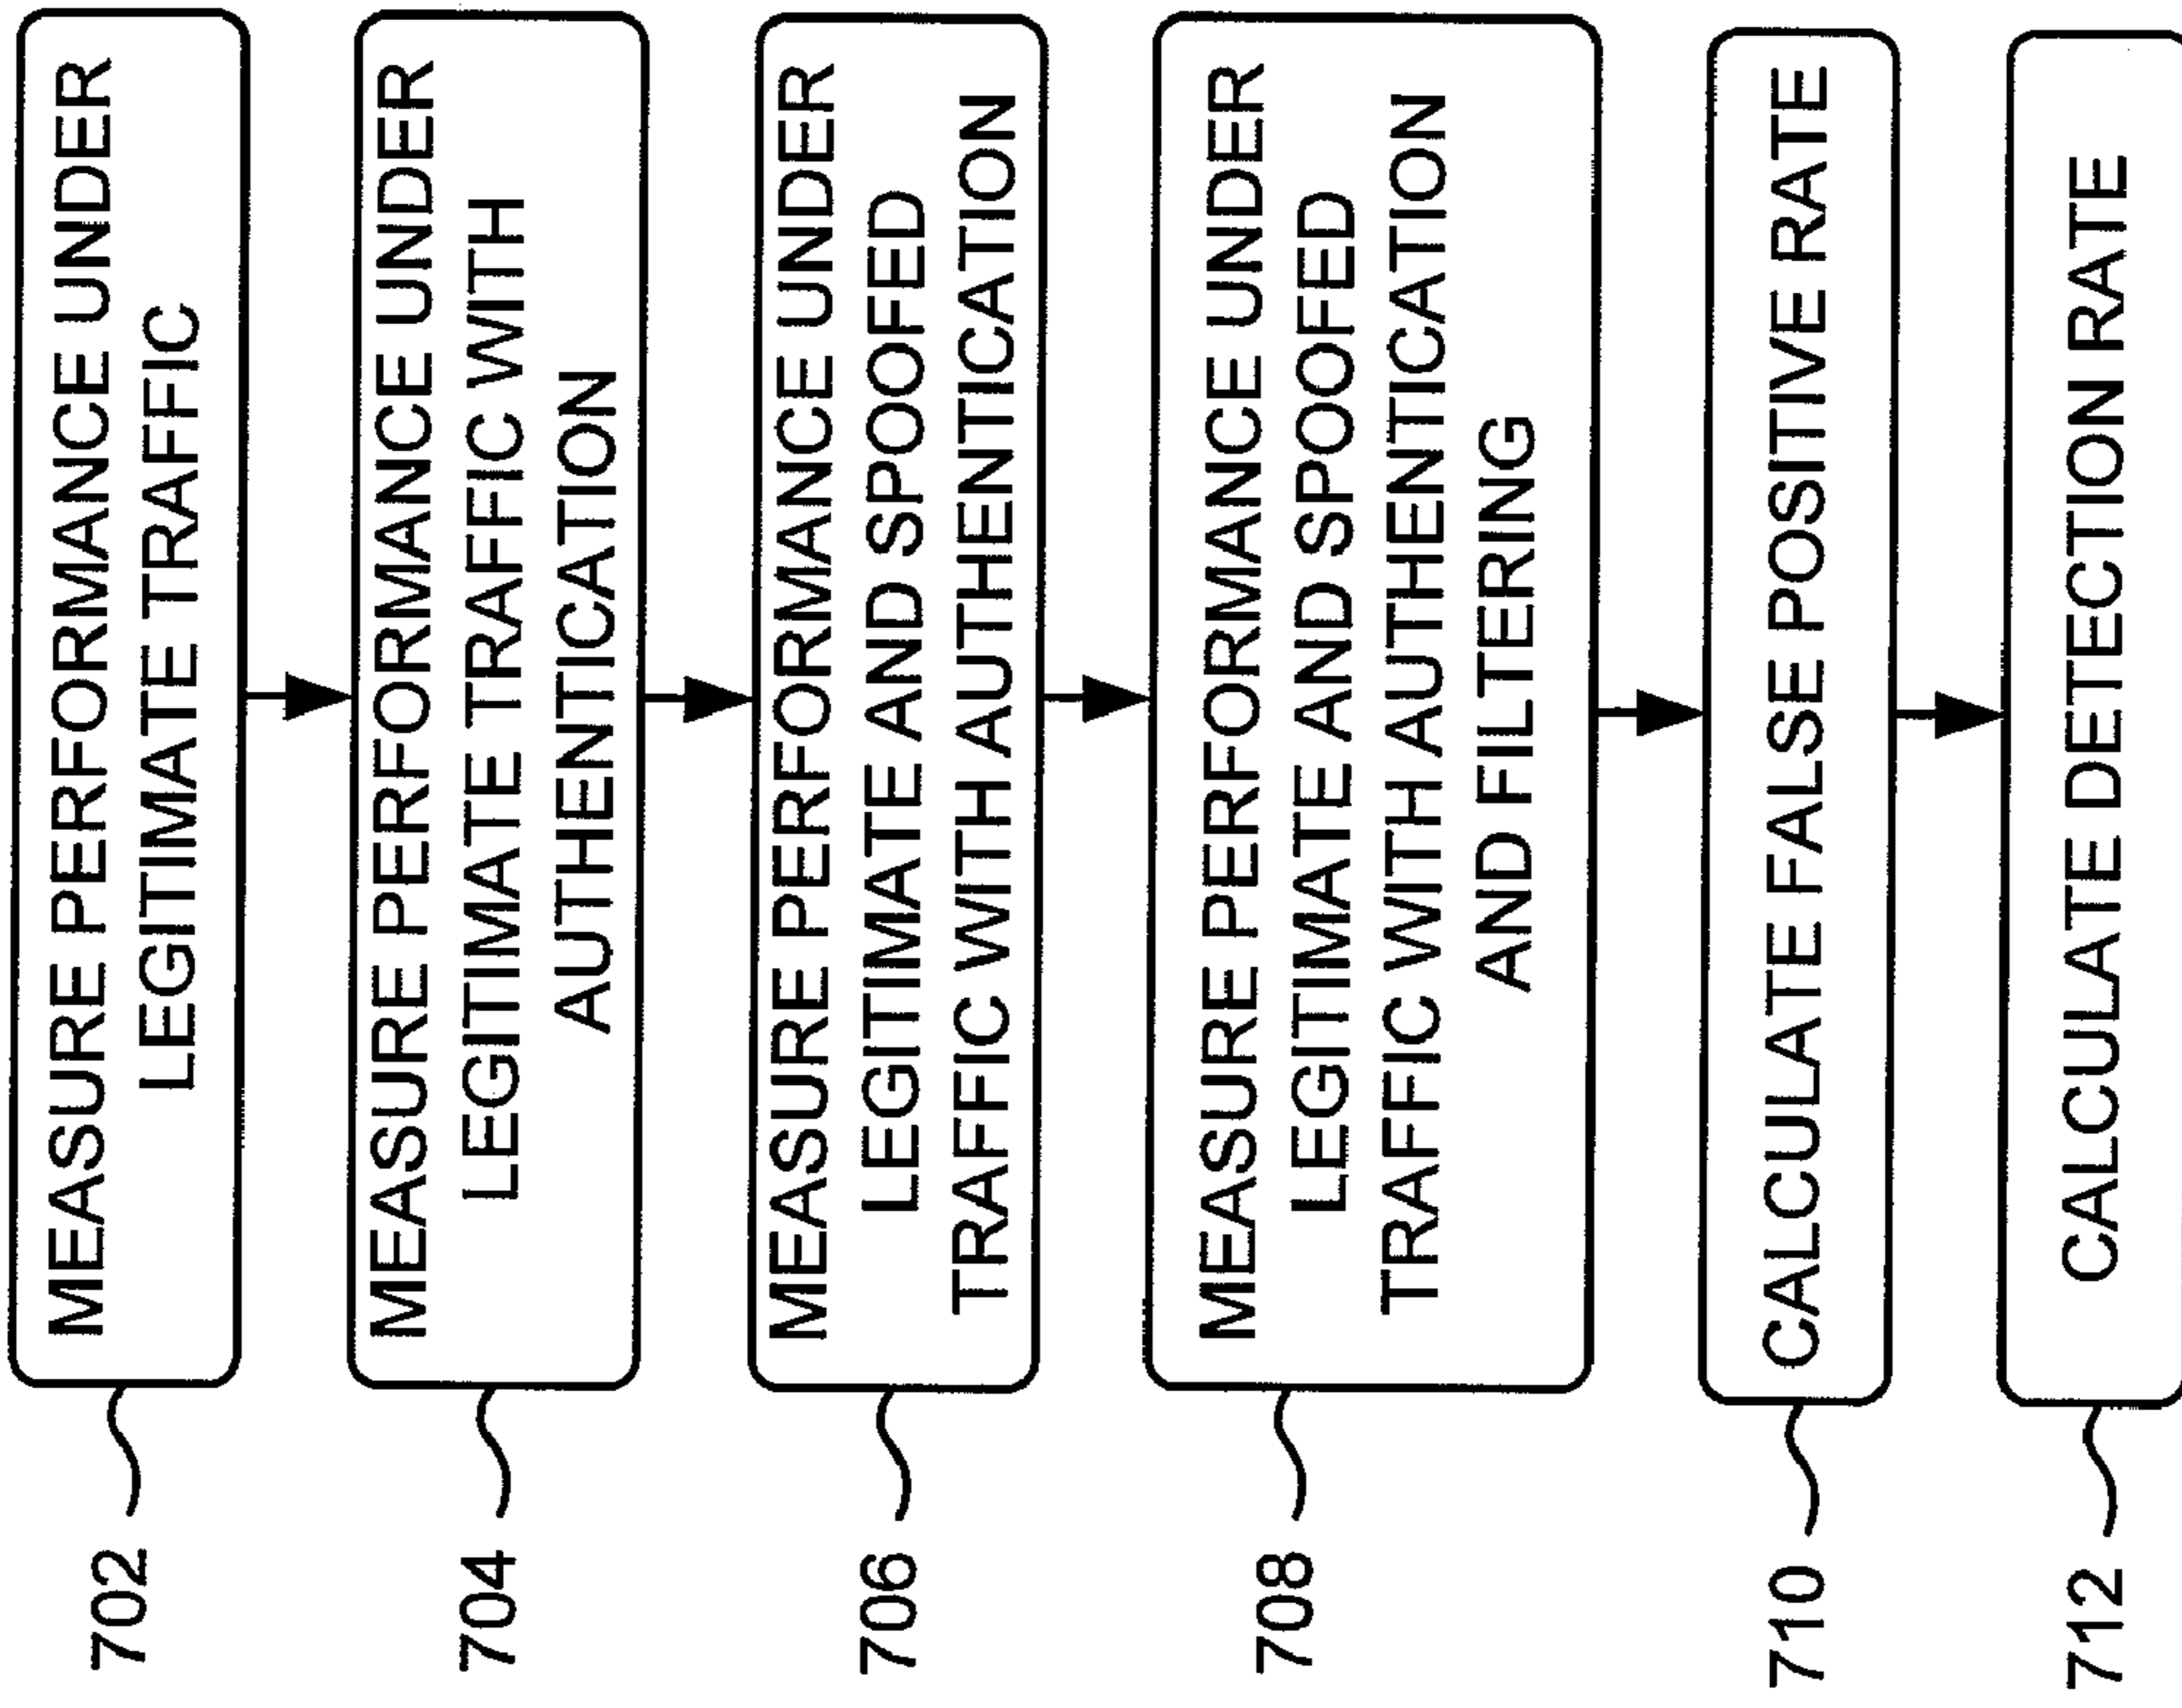 702
MEASURE PERFORMANCE UNDER
LEGITIMATE TRAFFIC
704
MEASURE PERFORMANCE UNDER
LEGITIMATE TRAFFIC WITH
AUTHENTICATION
706
MEASURE PERFORMANCE UNDER
LEGITIMATE AND SPOOFED
TRAFFIC WITH AUTHENTICATION
708
MEASURE PERFORMANCE UNDER
LEGITIMATE AND SPOOFED
TRAFFIC WITH AUTHENTICATION
AND FILTERING
710
CALCULATE FALSE POSITIVE RATE
712
CALCULATE DETECTION RATE